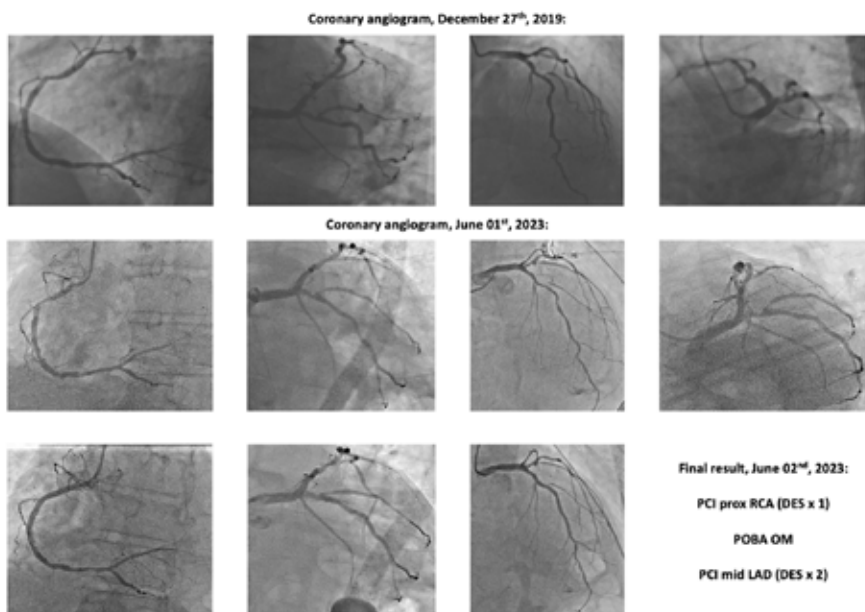 Coronary angiogram, December 27th, 2019:
Coronary angiogram, June 01st, 2023:
Final result, June 02nd, 2023:
PCI prox RCA (DES x 1)
POBA OM
PCI mid LAD (DES x 2)